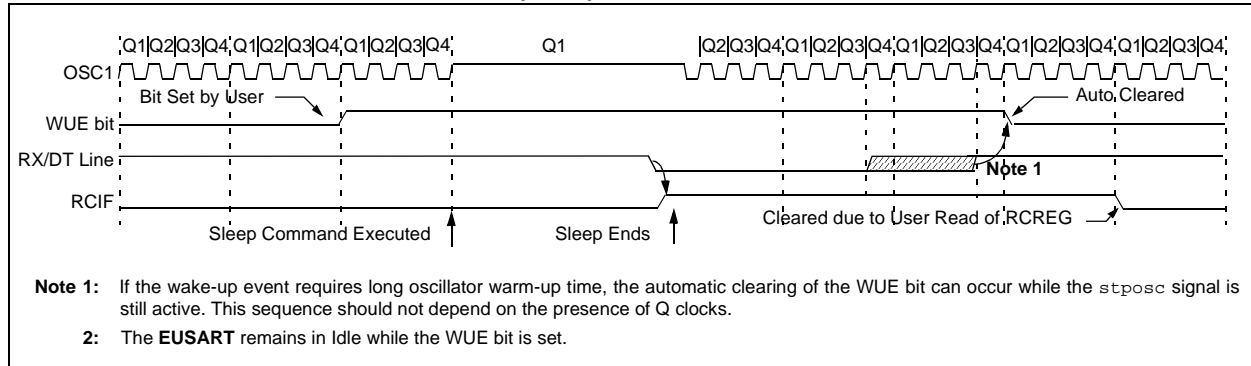 Q1 Q2 Q3 Q4 Q1 Q2 Q3 Q4 Q1 Q2 Q3 Q4 Q1 Q2 Q3 Q4 Q1 Q2 Q3 Q4 Q1 Q2 Q3 Q4 Q1 Q2 Q3 Q4 Q1 Q2 Q3 Q4
OSC1
Bit Set by User
Auto Cleared
WUE bit
RX/DT Line
Note 1
RCIF
Cleared due to User Read of RCREG
Sleep Command Executed
Sleep Ends
Note 1: If the wake-up event requires long oscillator warm-up time, the automatic clearing of the WUE bit can occur while the stposc signal is
still active. This sequence should not depend on the presence of Q clocks.
2: The EUSART remains in Idle while the WUE bit is set.